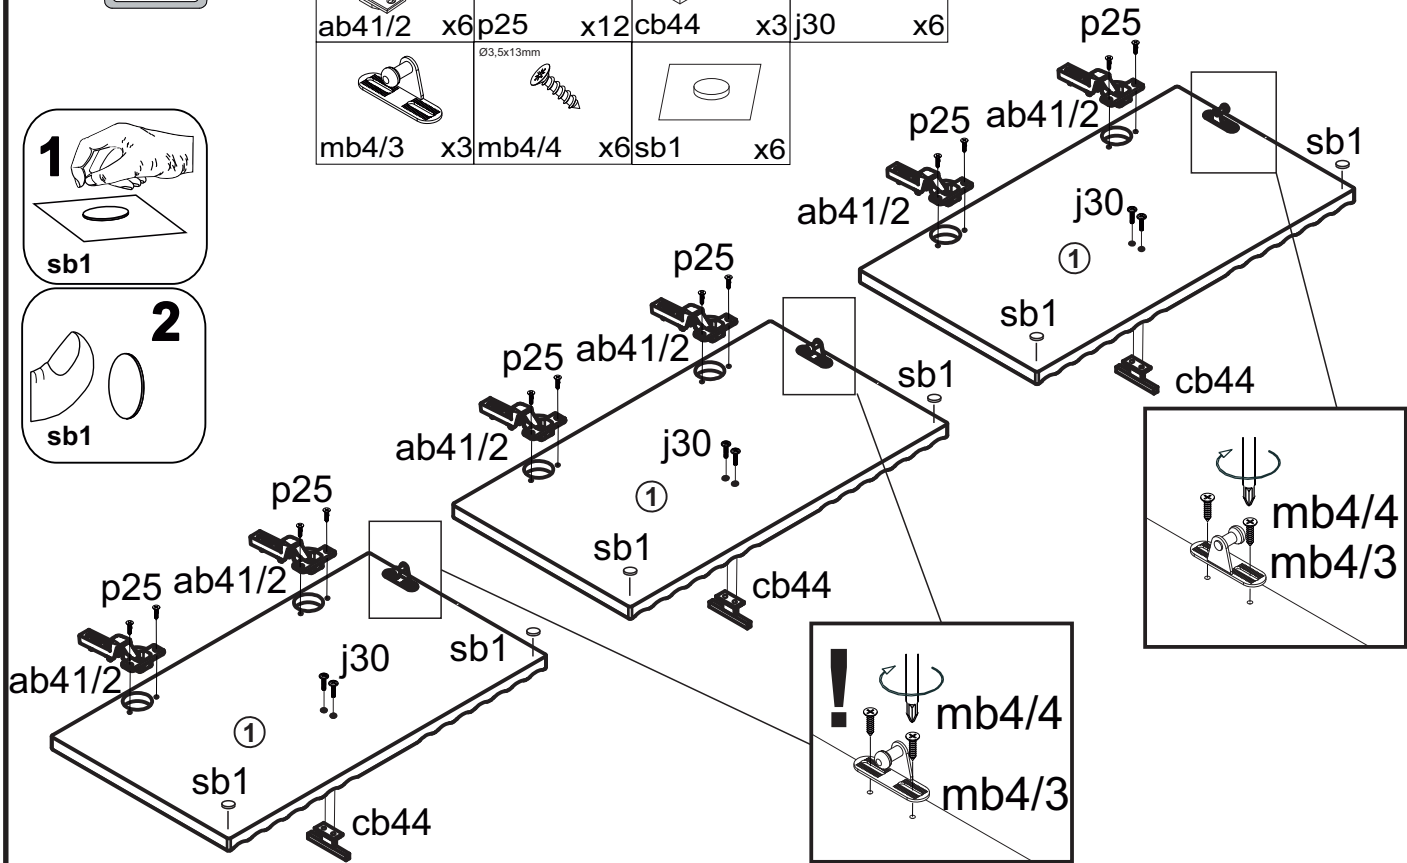 ab41/2 x6 p25 x12 cb44 x3 j30 x6
Ø3,5x13mm
mb4/3 x3 mb4/4 x6 sb1 x6
1
sb1
2
sb1
p25
ab41/2
p25
ab41/2
sb1
j30
1
sb1
cb44
p25
ab41/2
p25
ab41/2
sb1
j30
1
sb1
cb44
p25
ab41/2
p25
ab41/2
sb1
j30
1
sb1
cb44
mb4/4
mb4/3
!
mb4/4
mb4/3